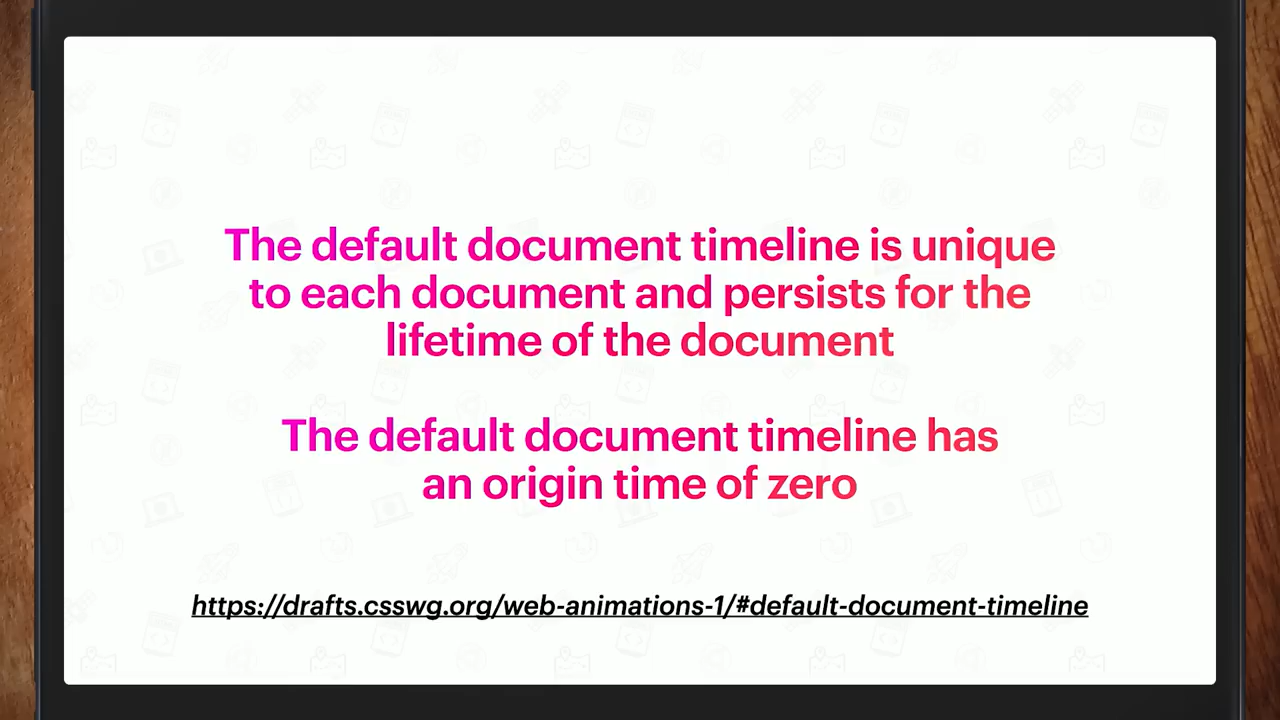 The default document timeline is unique
to each document and persists for the
lifetime of the document
The default document timeline has
an origin time of zero
https://drafts.csswg.org/web-animations-1/#default-document-timeline